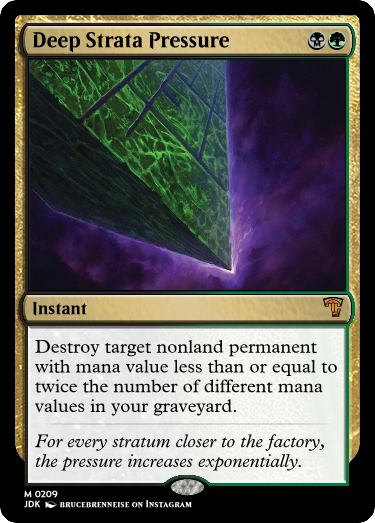 Deep Strata Pressure
Instant
Destroy target nonland permanent
with mana value less than or equal to
twice the number of different mana
values in your graveyard.
For every stratum closer to the factory,
the pressure increases exponentially.
M 0209
JDK BRUCEBRENNEISE ON INSTAGRAM